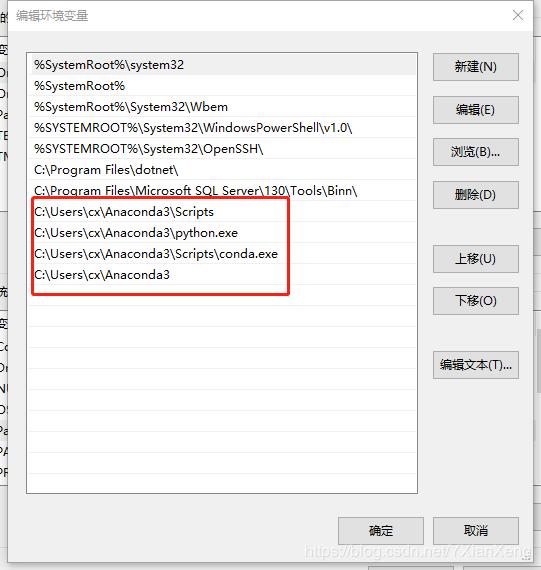 编辑环境变量
%SystemRoot%\system32
%SystemRoot%
%SystemRoot%\System32\Wbem
%SYSTEMROOT%\System32\WindowsPowerShell\v1.0\
%SYSTEMROOT%\System32\OpenSSH\
C:\Program Files\dotnet\
C:\Program Files\Microsoft SQL Server\130\Tools\Binn\
C:\Users\cx\Anaconda3\Scripts
C:\Users\cx\Anaconda3\python.exe
C:\Users\cx\Anaconda3\Scripts\conda.exe
C:\Users\cx\Anaconda3
新建(N)
编辑(E)
浏览(B)...
删除(D)
上移(U)
下移(O)
编辑文本(T)...
确定
取消
https://blog.csdn.net/YXianXeng